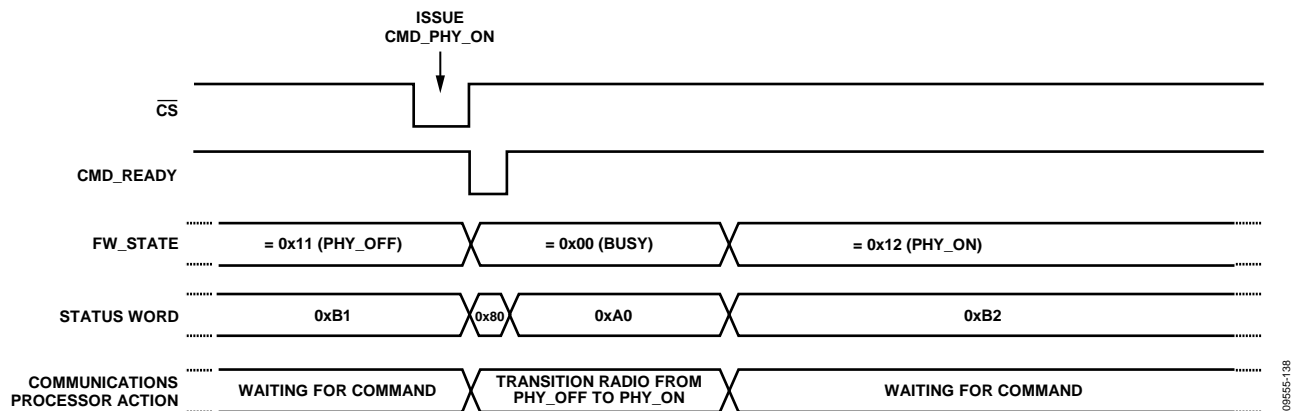 ISSUE
CMD_PHY_ON
CS
CMD_READY
FW_STATE
= 0x11 (PHY_OFF)
= 0x00 (BUSY)
= 0x12 (PHY_ON)
STATUS WORD
0xB1
0x80
0xA0
0xB2
COMMUNICATIONS
PROCESSOR ACTION
WAITING FOR COMMAND
TRANSITION RADIO FROM
PHY_OFF TO PHY_ON
WAITING FOR COMMAND
09555-138